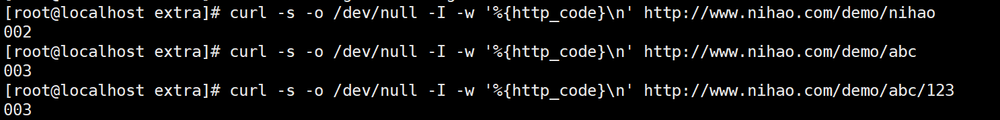 [root@localhost extra]# curl -s -o /dev/null -I -w '%{http_code}\n' http://www.nihao.com/demo/nihao
002
[root@localhost extra]# curl -s -o /dev/null -I -w '%{http_code}\n' http://www.nihao.com/demo/abc
003
[root@localhost extra]# curl -s -o /dev/null -I -w '%{http_code}\n' http://www.nihao.com/demo/abc/123
003